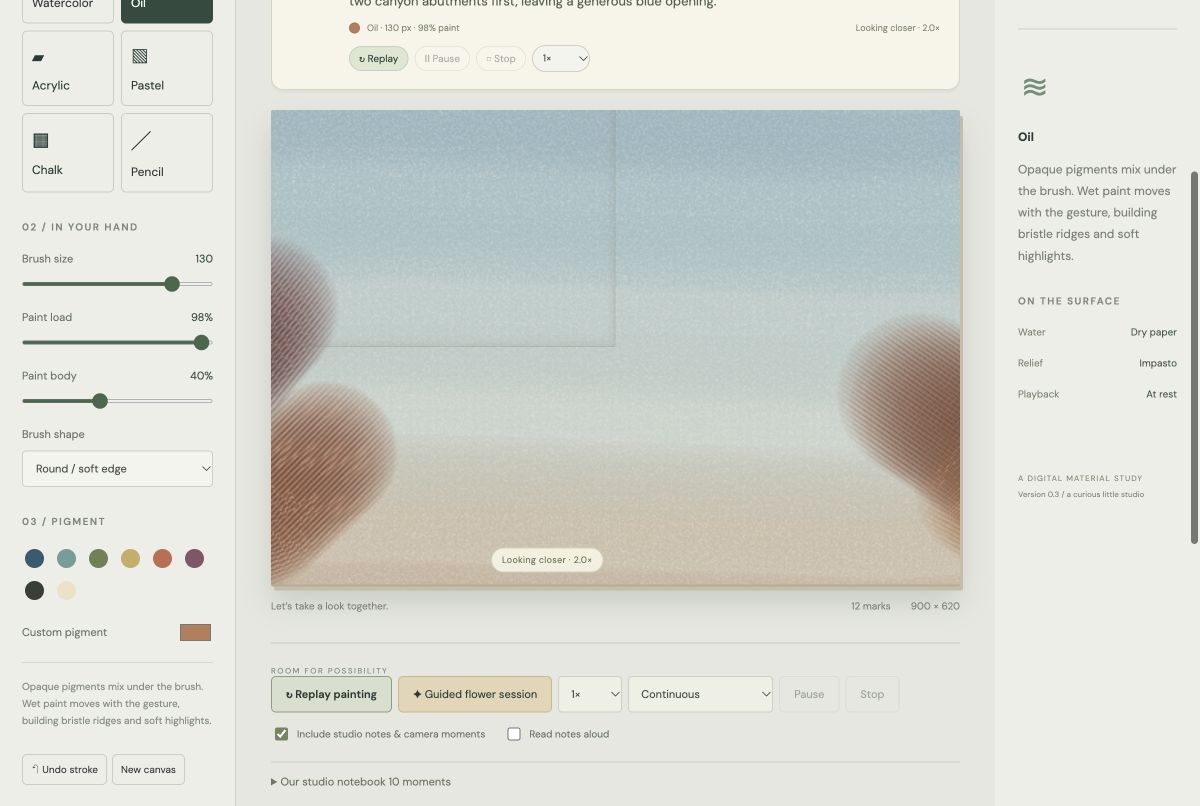 Watercolor
Oil
Acrylic
Pastel
Chalk
Pencil
02 / IN YOUR HAND
Brush size 130
Paint load 98%
Paint body 40%
Brush shape
Round / soft edge
03 / PIGMENT
Custom pigment
Opaque pigments mix under the brush.
Wet paint moves with the gesture,
building bristle ridges and soft highlights.
Undo stroke
New canvas
two canyon abutments first, leaving a generous blue opening.
Oil · 130 px · 98% paint
Looking closer · 2.0×
↻ Replay
II Pause
▫ Stop
1×
Looking closer · 2.0×
Let's take a look together.
12 marks
900 × 620
ROOM FOR POSSIBILITY
↻ Replay painting
✦ Guided flower session
1×
Continuous
Pause
Stop
Include studio notes & camera moments
Read notes aloud
▶ Our studio notebook 10 moments
Oil
Opaque pigments mix under
the brush. Wet paint moves
with the gesture, building
bristle ridges and soft
highlights.
ON THE SURFACE
Water Dry paper
Relief Impasto
Playback At rest
A DIGITAL MATERIAL STUDY
Version 0.3 / a curious little studio